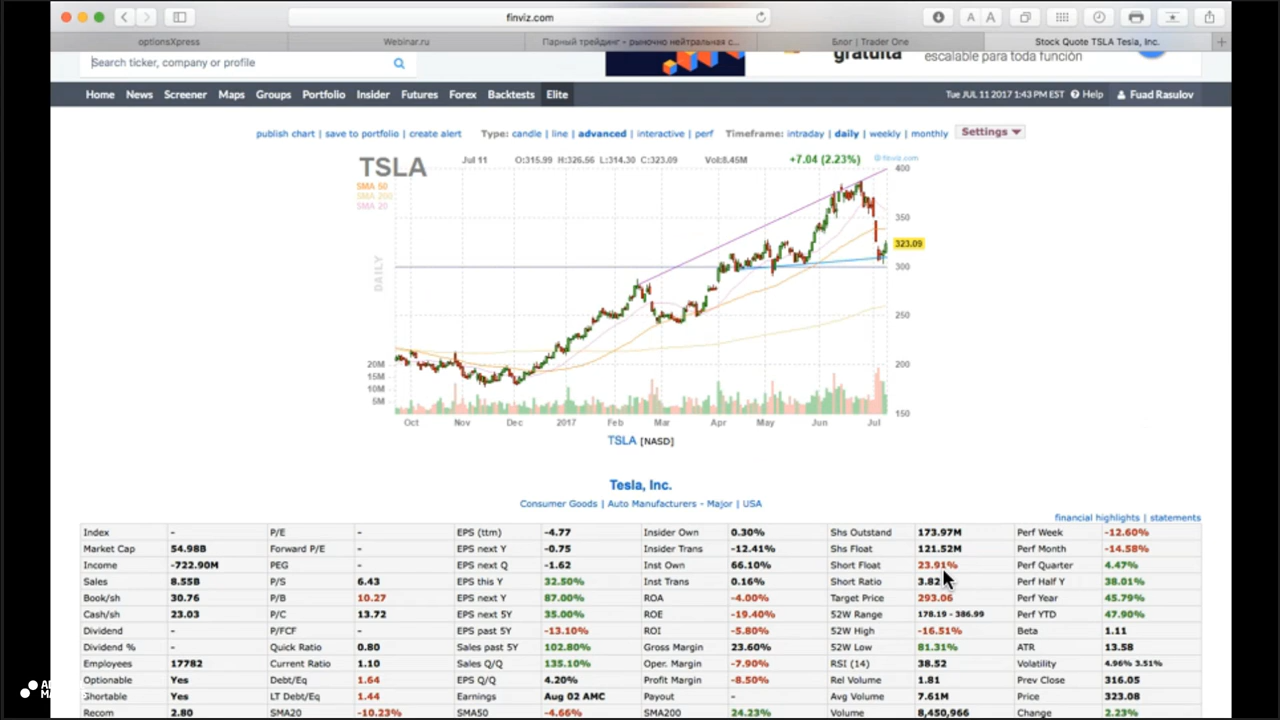 finviz.com
A A
optionsXpress Webinar.ru Парный трейдинг - рыночно нейтральная с... Блог | Trader One Stock Quote TSLA Tesla, Inc.
Search ticker, company or profile
gratuita escalable para toda función
Home News Screener Maps Groups Portfolio Insider Futures Forex Backtests Elite Tue JUL 11 2017 1:43 PM EST Help Fuad Rasulov
publish chart | save to portfolio | create alert Type: candle | line | advanced | interactive | perf Timeframe: intraday | daily | weekly | monthly Settings
TSLA Jul 11 O:315.99 H:326.56 L:314.30 C:323.09 Vol:8.45M +7.04 (2.23%) © finviz.com
SMA 50
SMA 200
SMA 20
400
350
323.09
300
250
200
150
DAILY
20M
15M
10M
5M
Oct Nov Dec 2017 Feb Mar Apr May Jun Jul
TSLA [NASD]
Tesla, Inc.
Consumer Goods | Auto Manufacturers - Major | USA
financial highlights | statements
Index - P/E - EPS (ttm) -4.77 Insider Own 0.30% Shs Outstand 173.97M Perf Week -12.60%
Market Cap 54.98B Forward P/E - EPS next Y -0.75 Insider Trans -12.41% Shs Float 121.52M Perf Month -14.58%
Income -722.90M PEG - EPS next Q -1.62 Inst Own 66.10% Short Float 23.91% Perf Quarter 4.47%
Sales 8.55B P/S 6.43 EPS this Y 32.50% Inst Trans 0.16% Short Ratio 3.82 Perf Half Y 38.01%
Book/sh 30.76 P/B 10.27 EPS next Y 87.00% ROA -4.00% Target Price 293.06 Perf Year 45.79%
Cash/sh 23.03 P/C 13.72 EPS next 5Y 35.00% ROE -19.40% 52W Range 178.19 - 386.99 Perf YTD 47.90%
Dividend - P/FCF - EPS past 5Y -13.10% ROI -5.80% 52W High -16.51% Beta 1.11
Dividend % - Quick Ratio 0.80 Sales past 5Y 102.80% Gross Margin 23.60% 52W Low 81.31% ATR 13.58
Employees 17782 Current Ratio 1.10 Sales Q/Q 135.10% Oper. Margin -7.90% RSI (14) 38.52 Volatility 4.96% 3.51%
Optionable Yes Debt/Eq 1.64 EPS Q/Q 4.20% Profit Margin -8.50% Rel Volume 1.81 Prev Close 316.05
Shortable Yes LT Debt/Eq 1.44 Earnings Aug 02 AMC Payout - Avg Volume 7.61M Price 323.08
Recom 2.80 SMA20 -10.23% SMA50 -4.66% SMA200 24.23% Volume 8,450,966 Change 2.23%